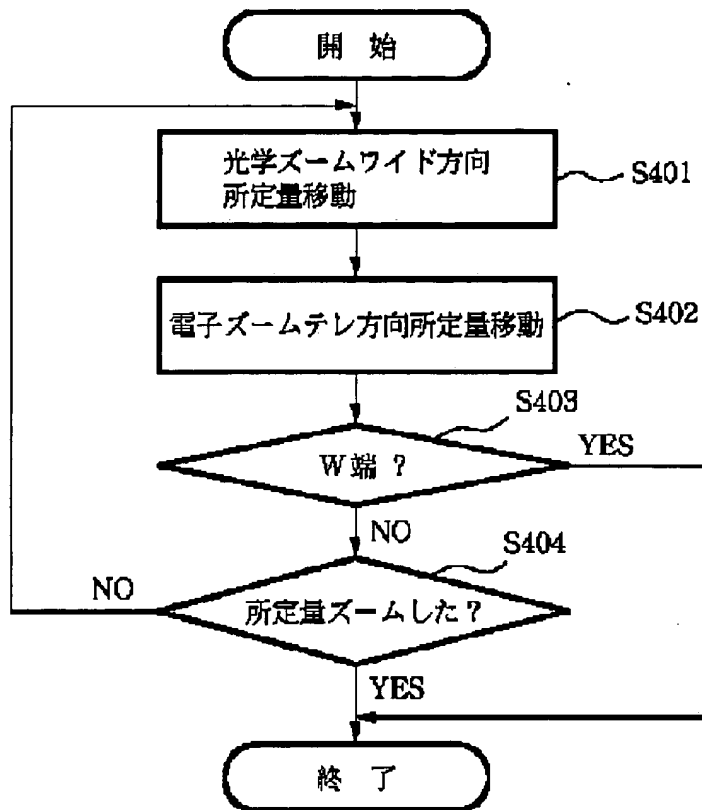 開 始
光学ズームワイド方向
所定量移動
S401
電子ズームテレ方向所定量移動
S402
S403
W端 ?
YES
NO
S404
所定量ズームした?
NO
YES
終 了